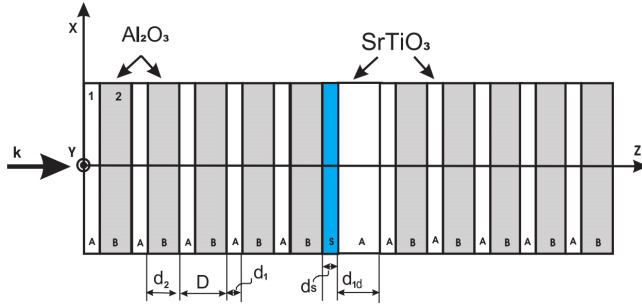 X
Al₂O₃
SrTiO₃
1 2
k
Y
Z
A B A B A B A B A B S A A B A B A B A B A B
d₂ D d₁ dₛ d₁d